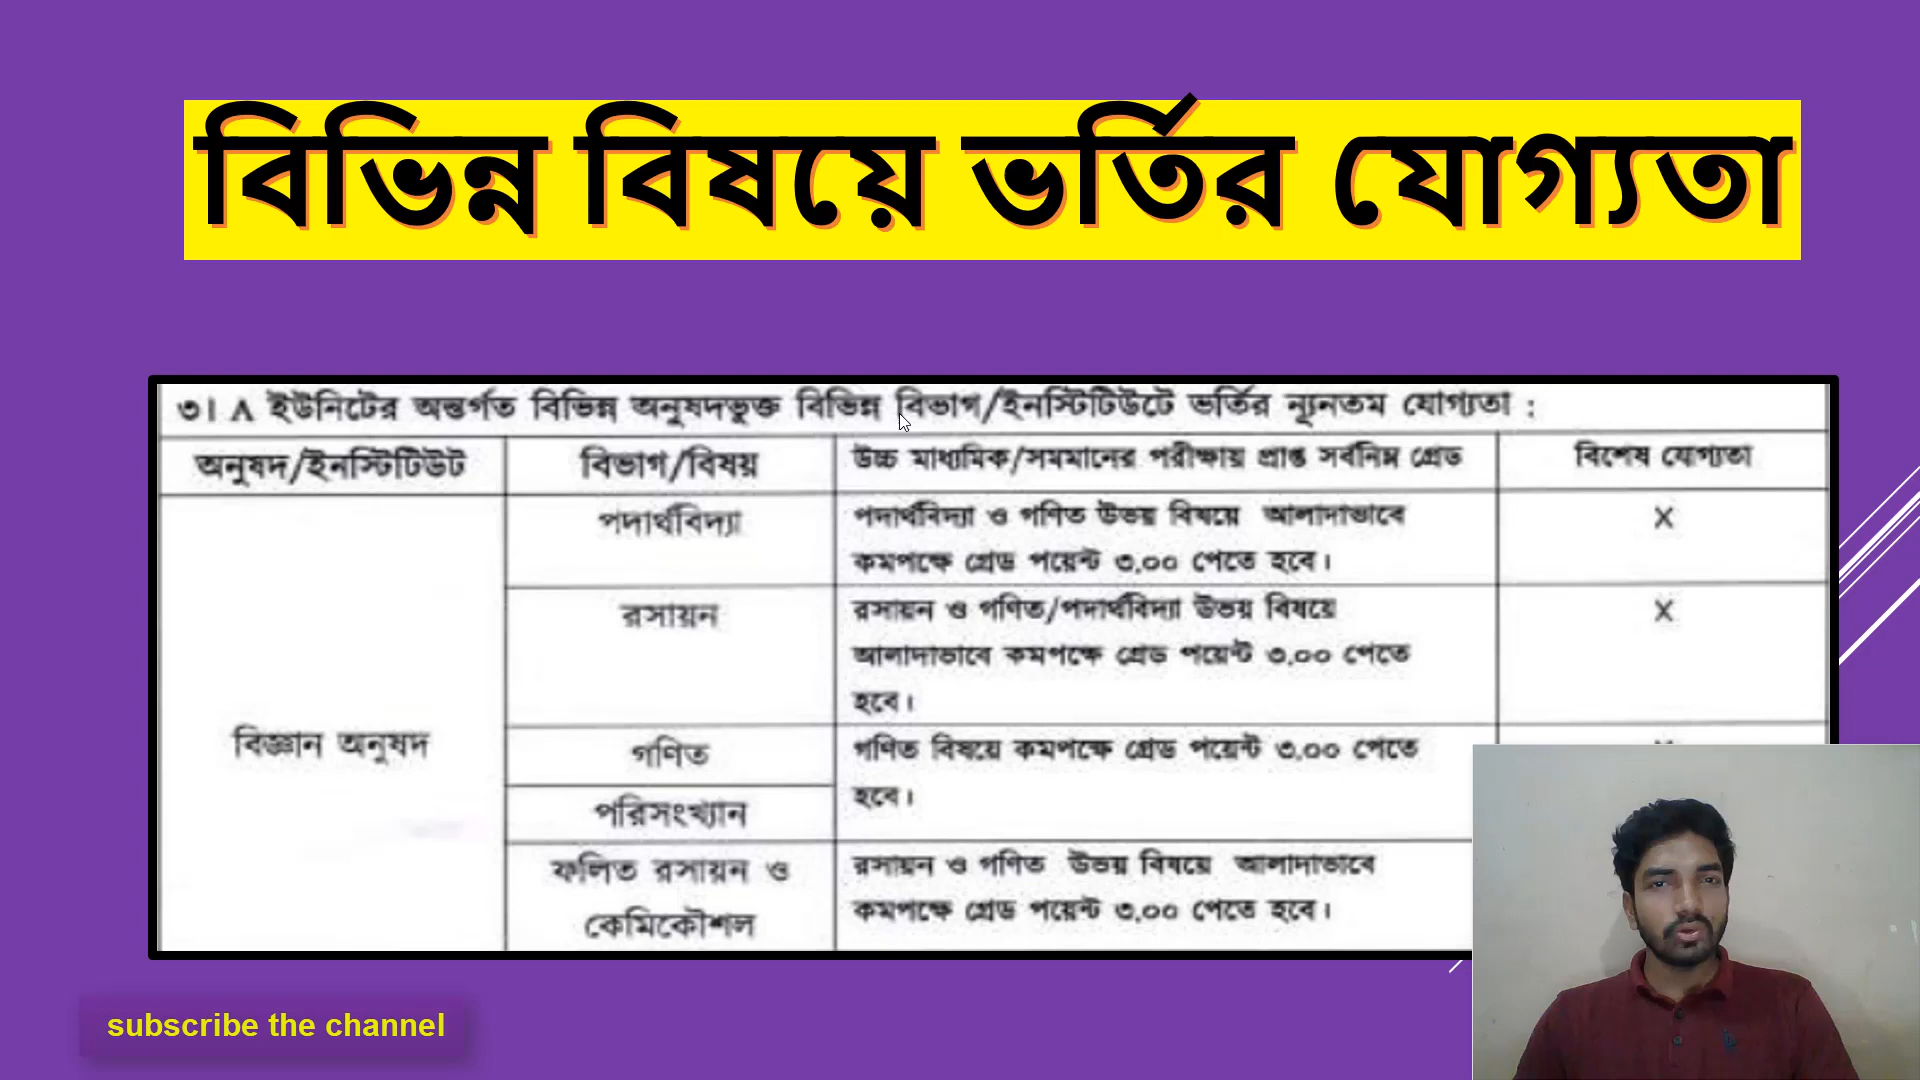 বিভিন্ন বিষয়ে ভর্তির যোগ্যতা
৩। A ইউনিটের অন্তর্গত বিভিন্ন অনুষদভুক্ত বিভিন্ন বিভাগ/ইনস্টিটিউটে ভর্তির ন্যূনতম যোগ্যতা :
অনুষদ/ইনস্টিটিউট
বিভাগ/বিষয়
উচ্চ মাধ্যমিক/সমমানের পরীক্ষায় প্রাপ্ত সর্বনিম্ন গ্রেড
বিশেষ যোগ্যতা
বিজ্ঞান অনুষদ
পদার্থবিদ্যা
পদার্থবিদ্যা ও গণিত উভয় বিষয়ে আলাদাভাবে
কমপক্ষে গ্রেড পয়েন্ট ৩.০০ পেতে হবে।
X
রসায়ন
রসায়ন ও গণিত/পদার্থবিদ্যা উভয় বিষয়ে
আলাদাভাবে কমপক্ষে গ্রেড পয়েন্ট ৩.০০ পেতে
হবে।
X
গণিত
গণিত বিষয়ে কমপক্ষে গ্রেড পয়েন্ট ৩.০০ পেতে
হবে।
পরিসংখ্যান
ফলিত রসায়ন ও
কেমিকৌশল
রসায়ন ও গণিত উভয় বিষয়ে আলাদাভাবে
কমপক্ষে গ্রেড পয়েন্ট ৩.০০ পেতে হবে।
subscribe the channel